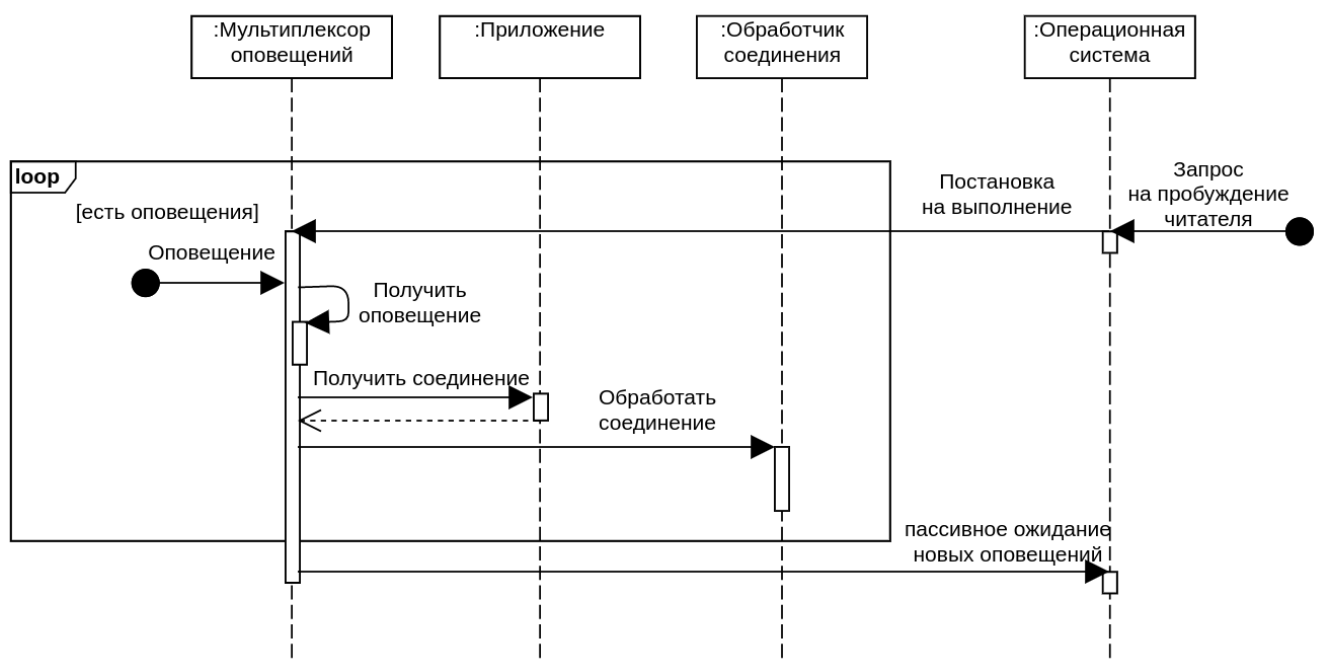 :Мультиплексор
оповещений
:Приложение
:Обработчик
соединения
:Операционная
система
loop
[есть оповещения]
Постановка
на выполнение
Запрос
на пробуждение
читателя
Оповещение
Получить
оповещение
Получить соединение
Обработать
соединение
пассивное ожидание
новых оповещений